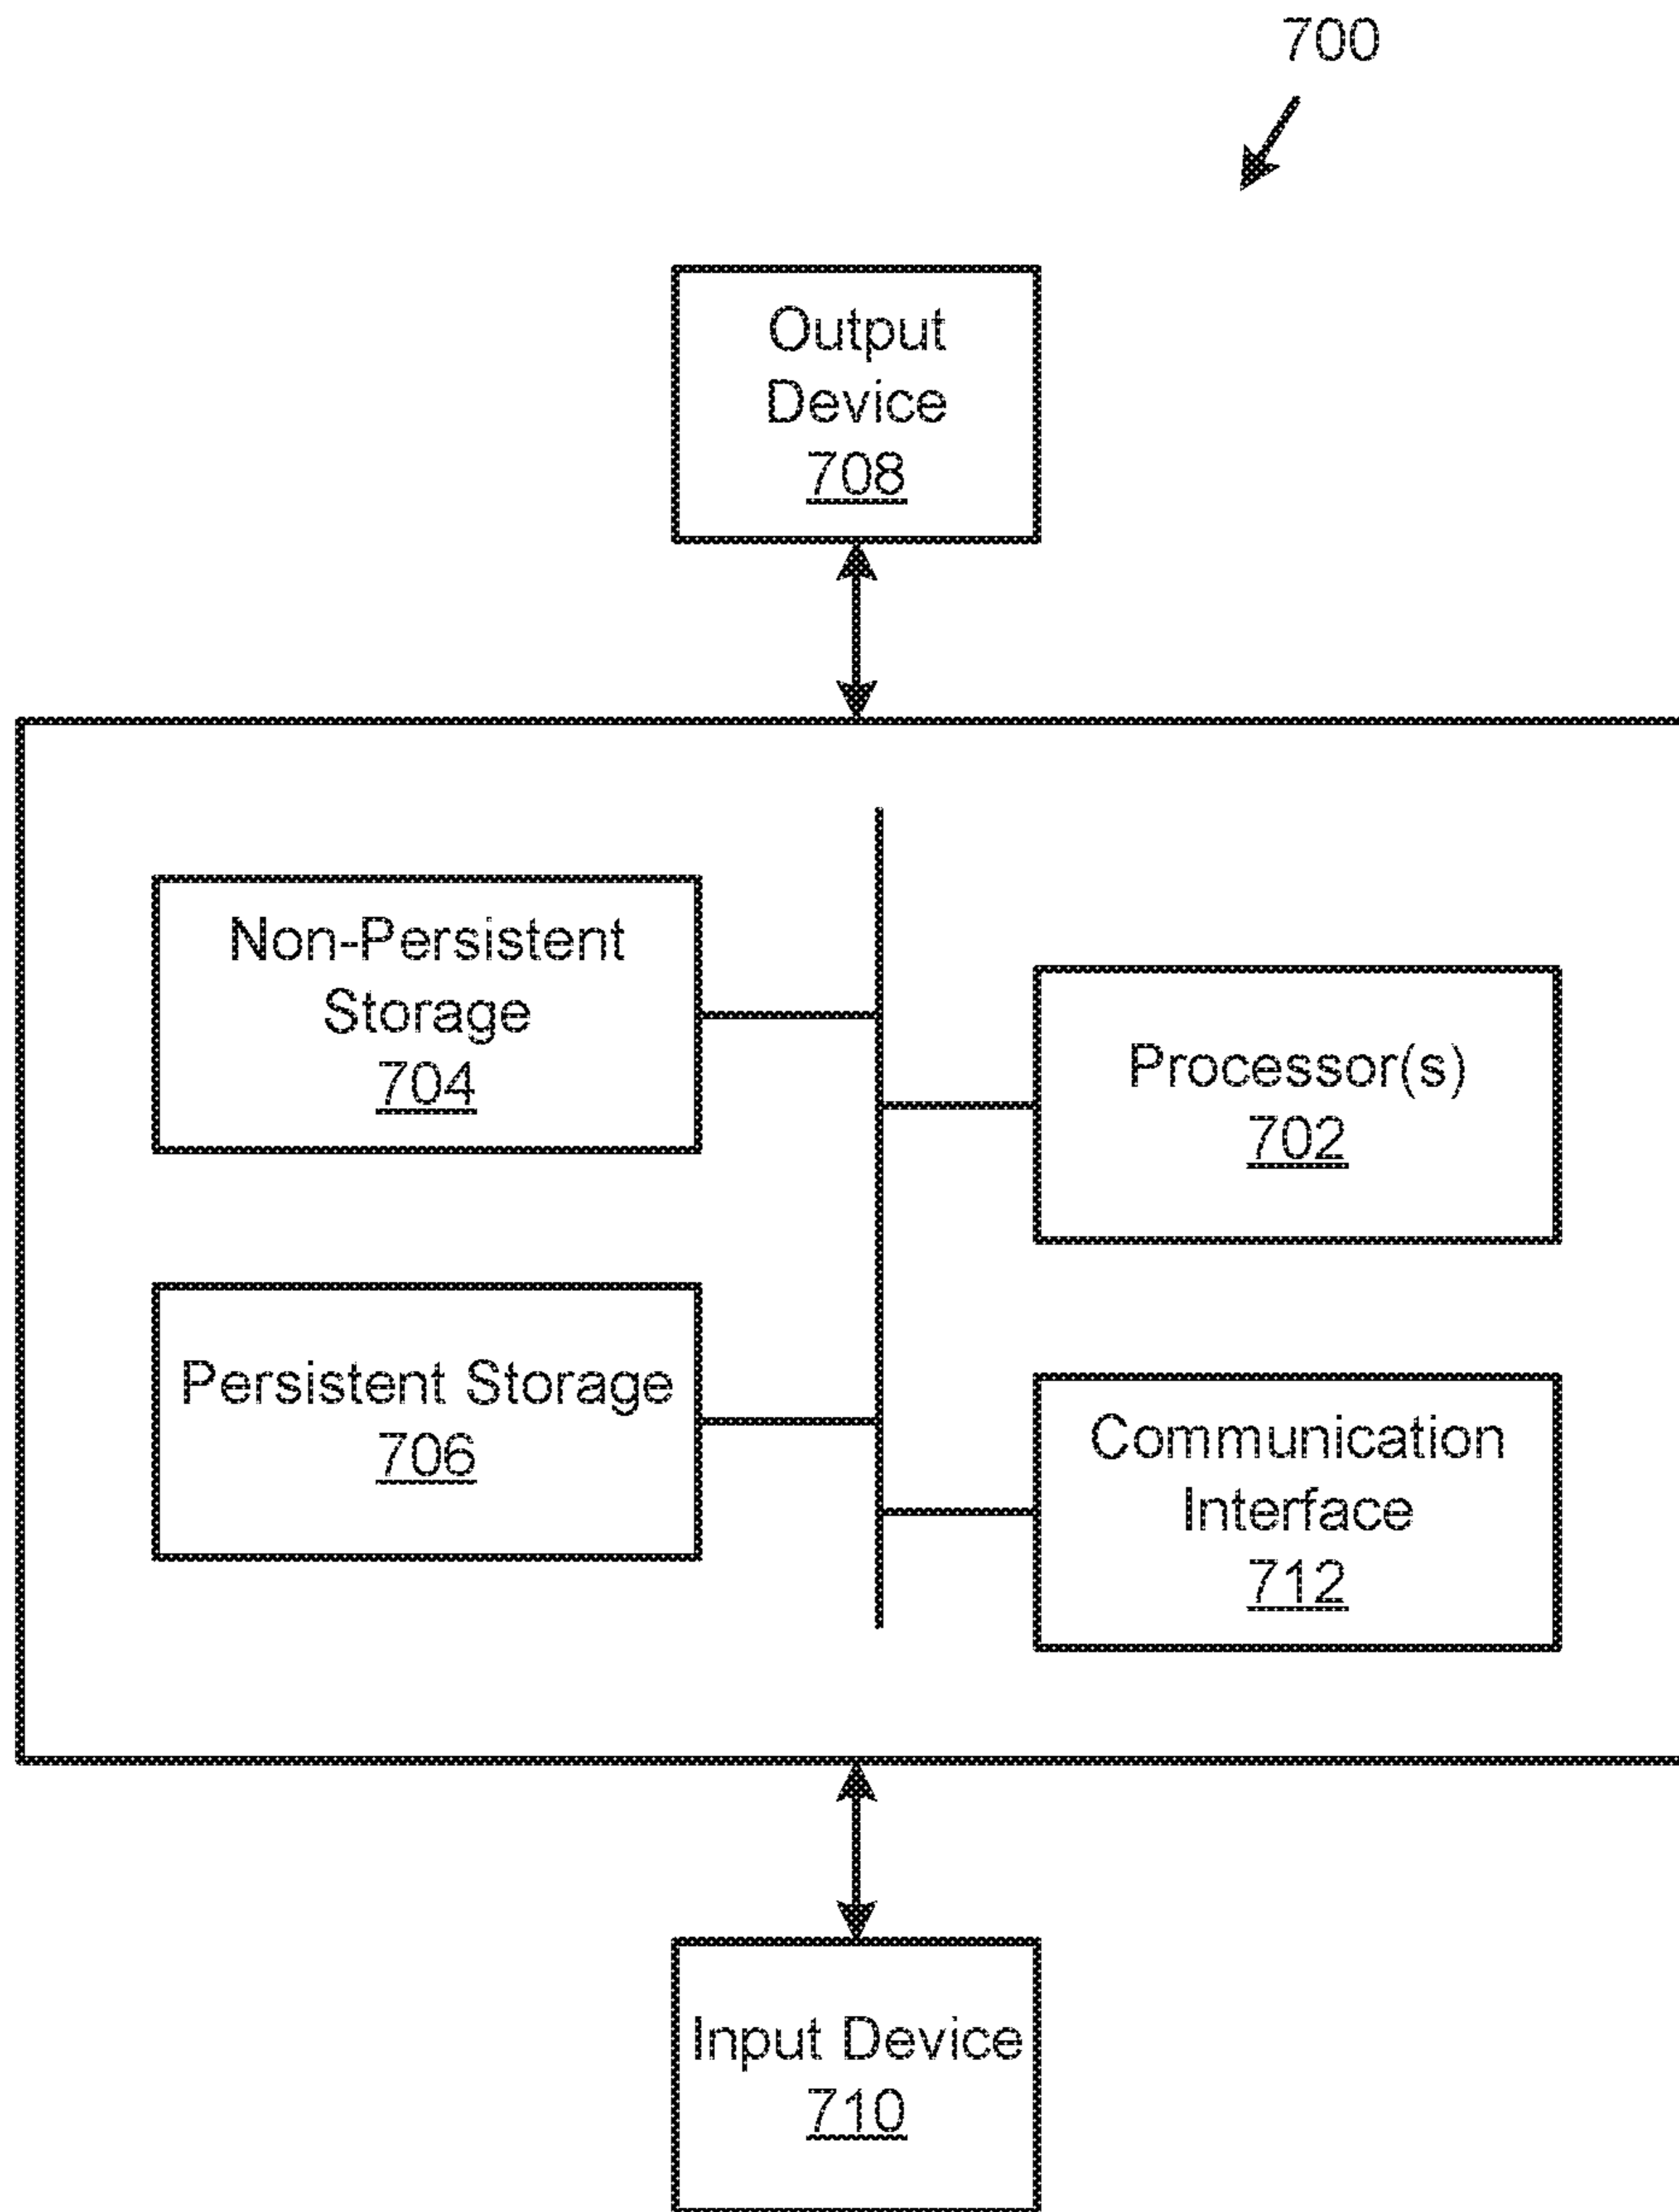 700
Output
Device
708
Non-Persistent
Storage
704
Processor(s)
702
Persistent Storage
706
Communication
Interface
712
Input Device
710